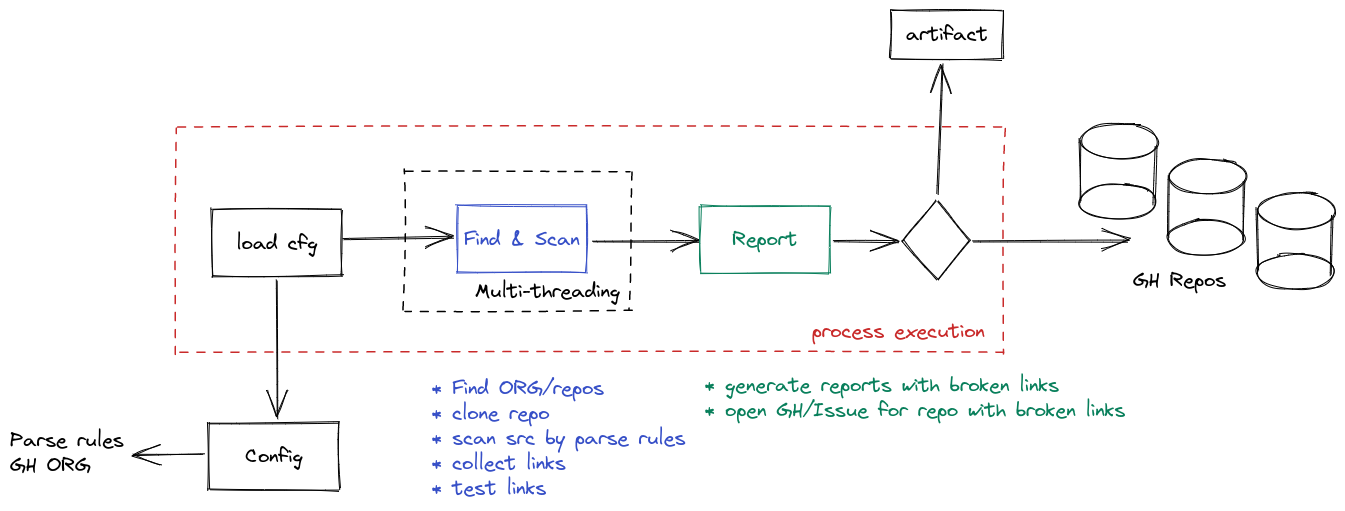 artifact
load cfg
Find & Scan
Report
Multi-threading
GH Repos
process execution
Config
Parse rules
GH ORG
* Find ORG/repos
* clone repo
* scan src by parse rules
* collect links
* test links
* generate reports with broken links
* open GH/Issue for repo with broken links